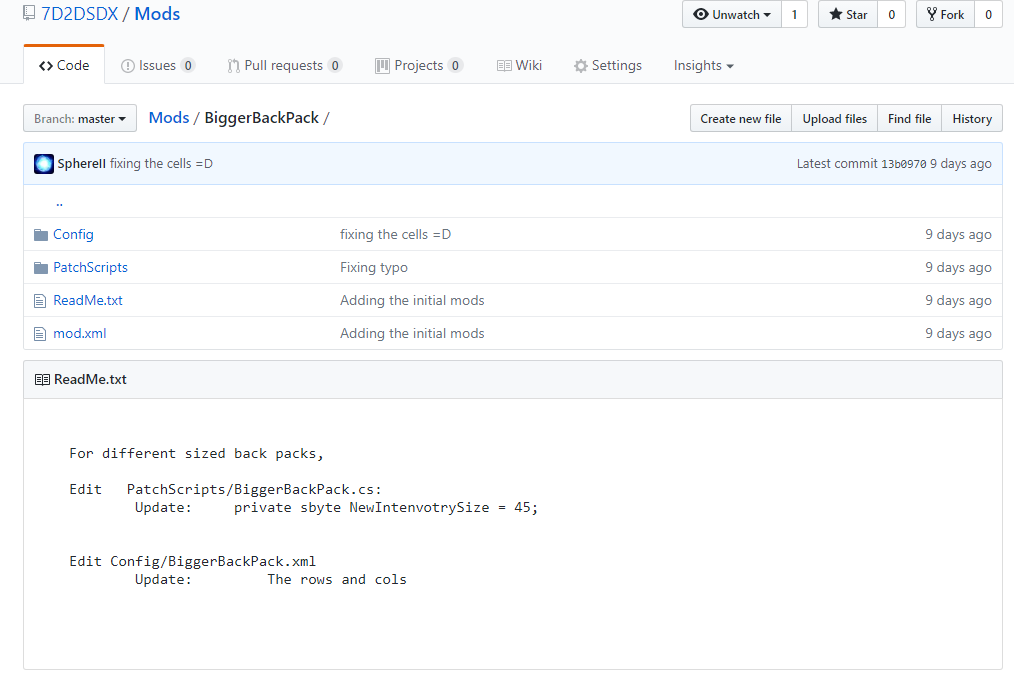 7D2DSDX / Mods
Unwatch 1 Star 0 Fork 0
Code Issues 0 Pull requests 0 Projects 0 Wiki Settings Insights
Branch: master Mods / BiggerBackPack / Create new file Upload files Find file History
SphereII fixing the cells =D Latest commit 13b0970 9 days ago
..
Config fixing the cells =D 9 days ago
PatchScripts Fixing typo 9 days ago
ReadMe.txt Adding the initial mods 9 days ago
mod.xml Adding the initial mods 9 days ago
ReadMe.txt
For different sized back packs,
Edit PatchScripts/BiggerBackPack.cs:
Update: private sbyte NewIntenvotrySize = 45;
Edit Config/BiggerBackPack.xml
Update: The rows and cols